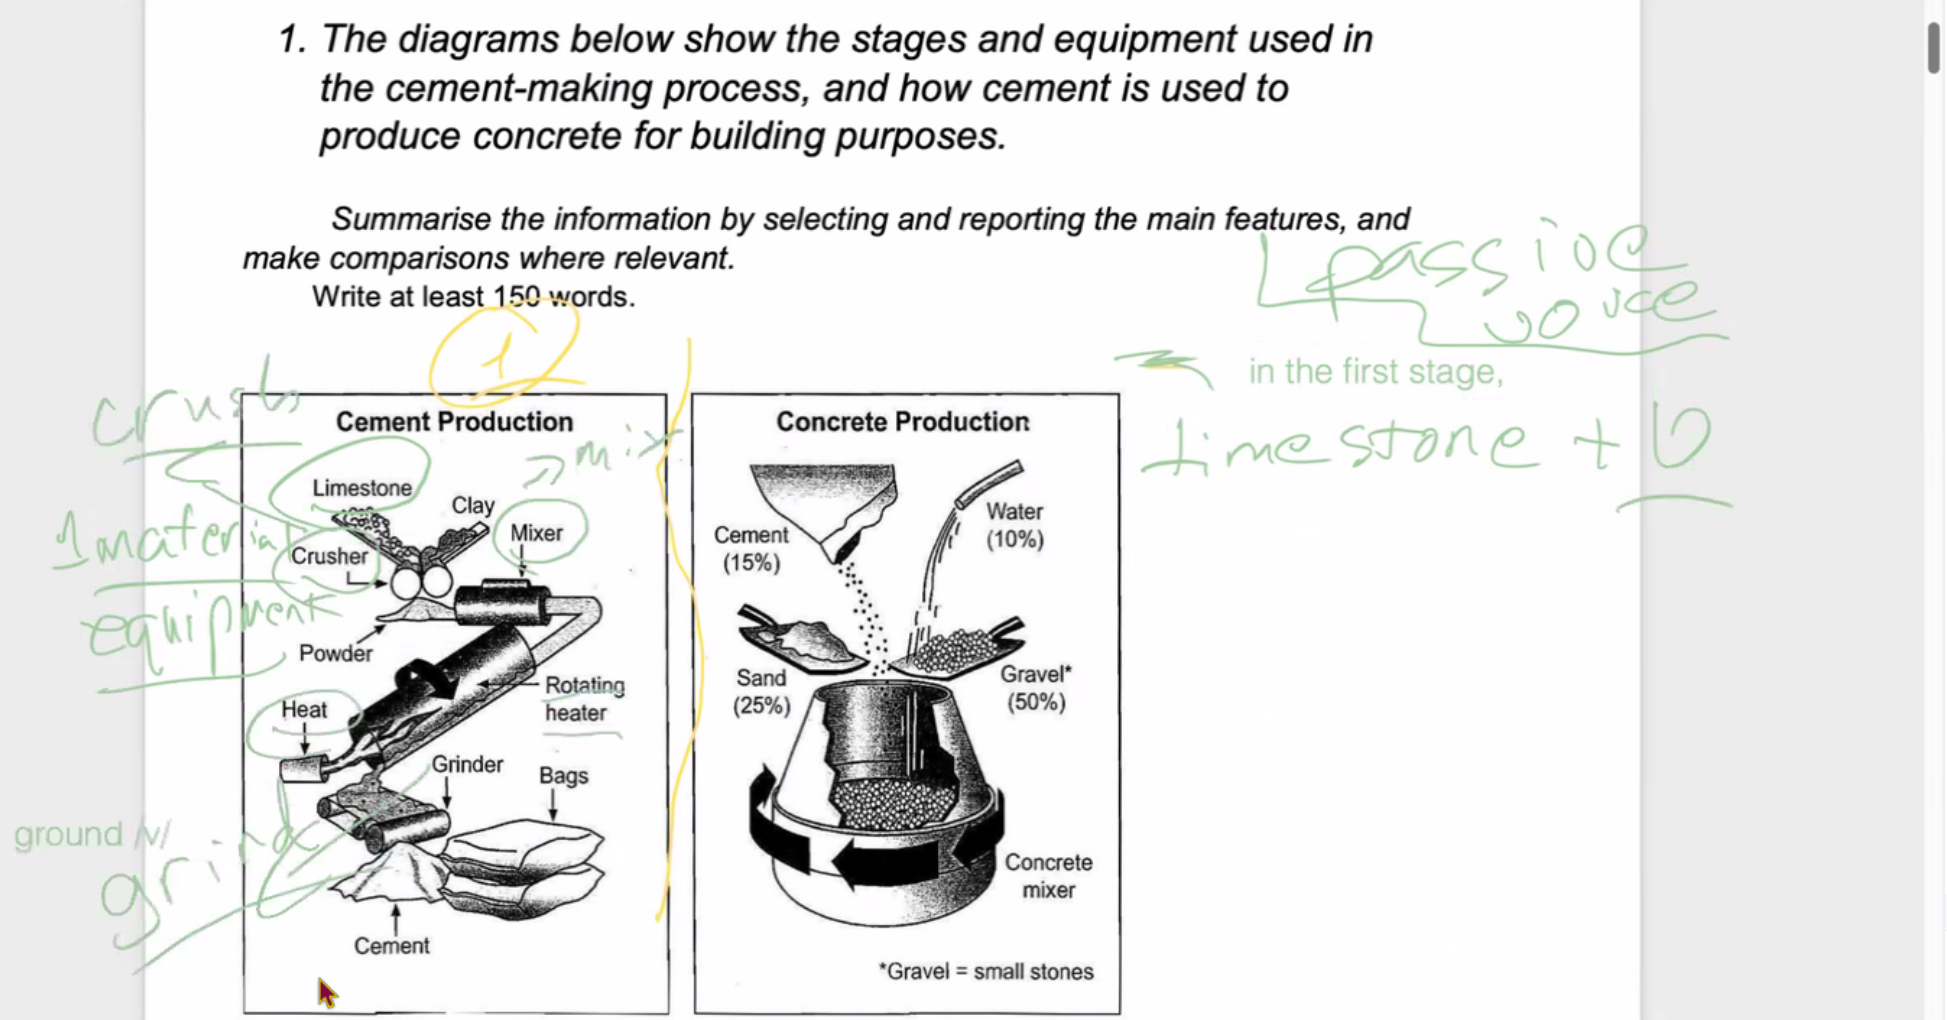 1. The diagrams below show the stages and equipment used in
the cement-making process, and how cement is used to
produce concrete for building purposes.
Summarise the information by selecting and reporting the main features, and
make comparisons where relevant.
Write at least 150 words.
passive
voice
1
in the first stage,
limestone +
crush
Cement Production
mix
Limestone
Clay
Mixer
1 material
Crusher
equipment
Powder
Rotating
heater
Heat
Grinder
Bags
ground /v/
grind
Cement
Concrete Production
Cement
(15%)
Water
(10%)
Sand
(25%)
Gravel*
(50%)
Concrete
mixer
*Gravel = small stones